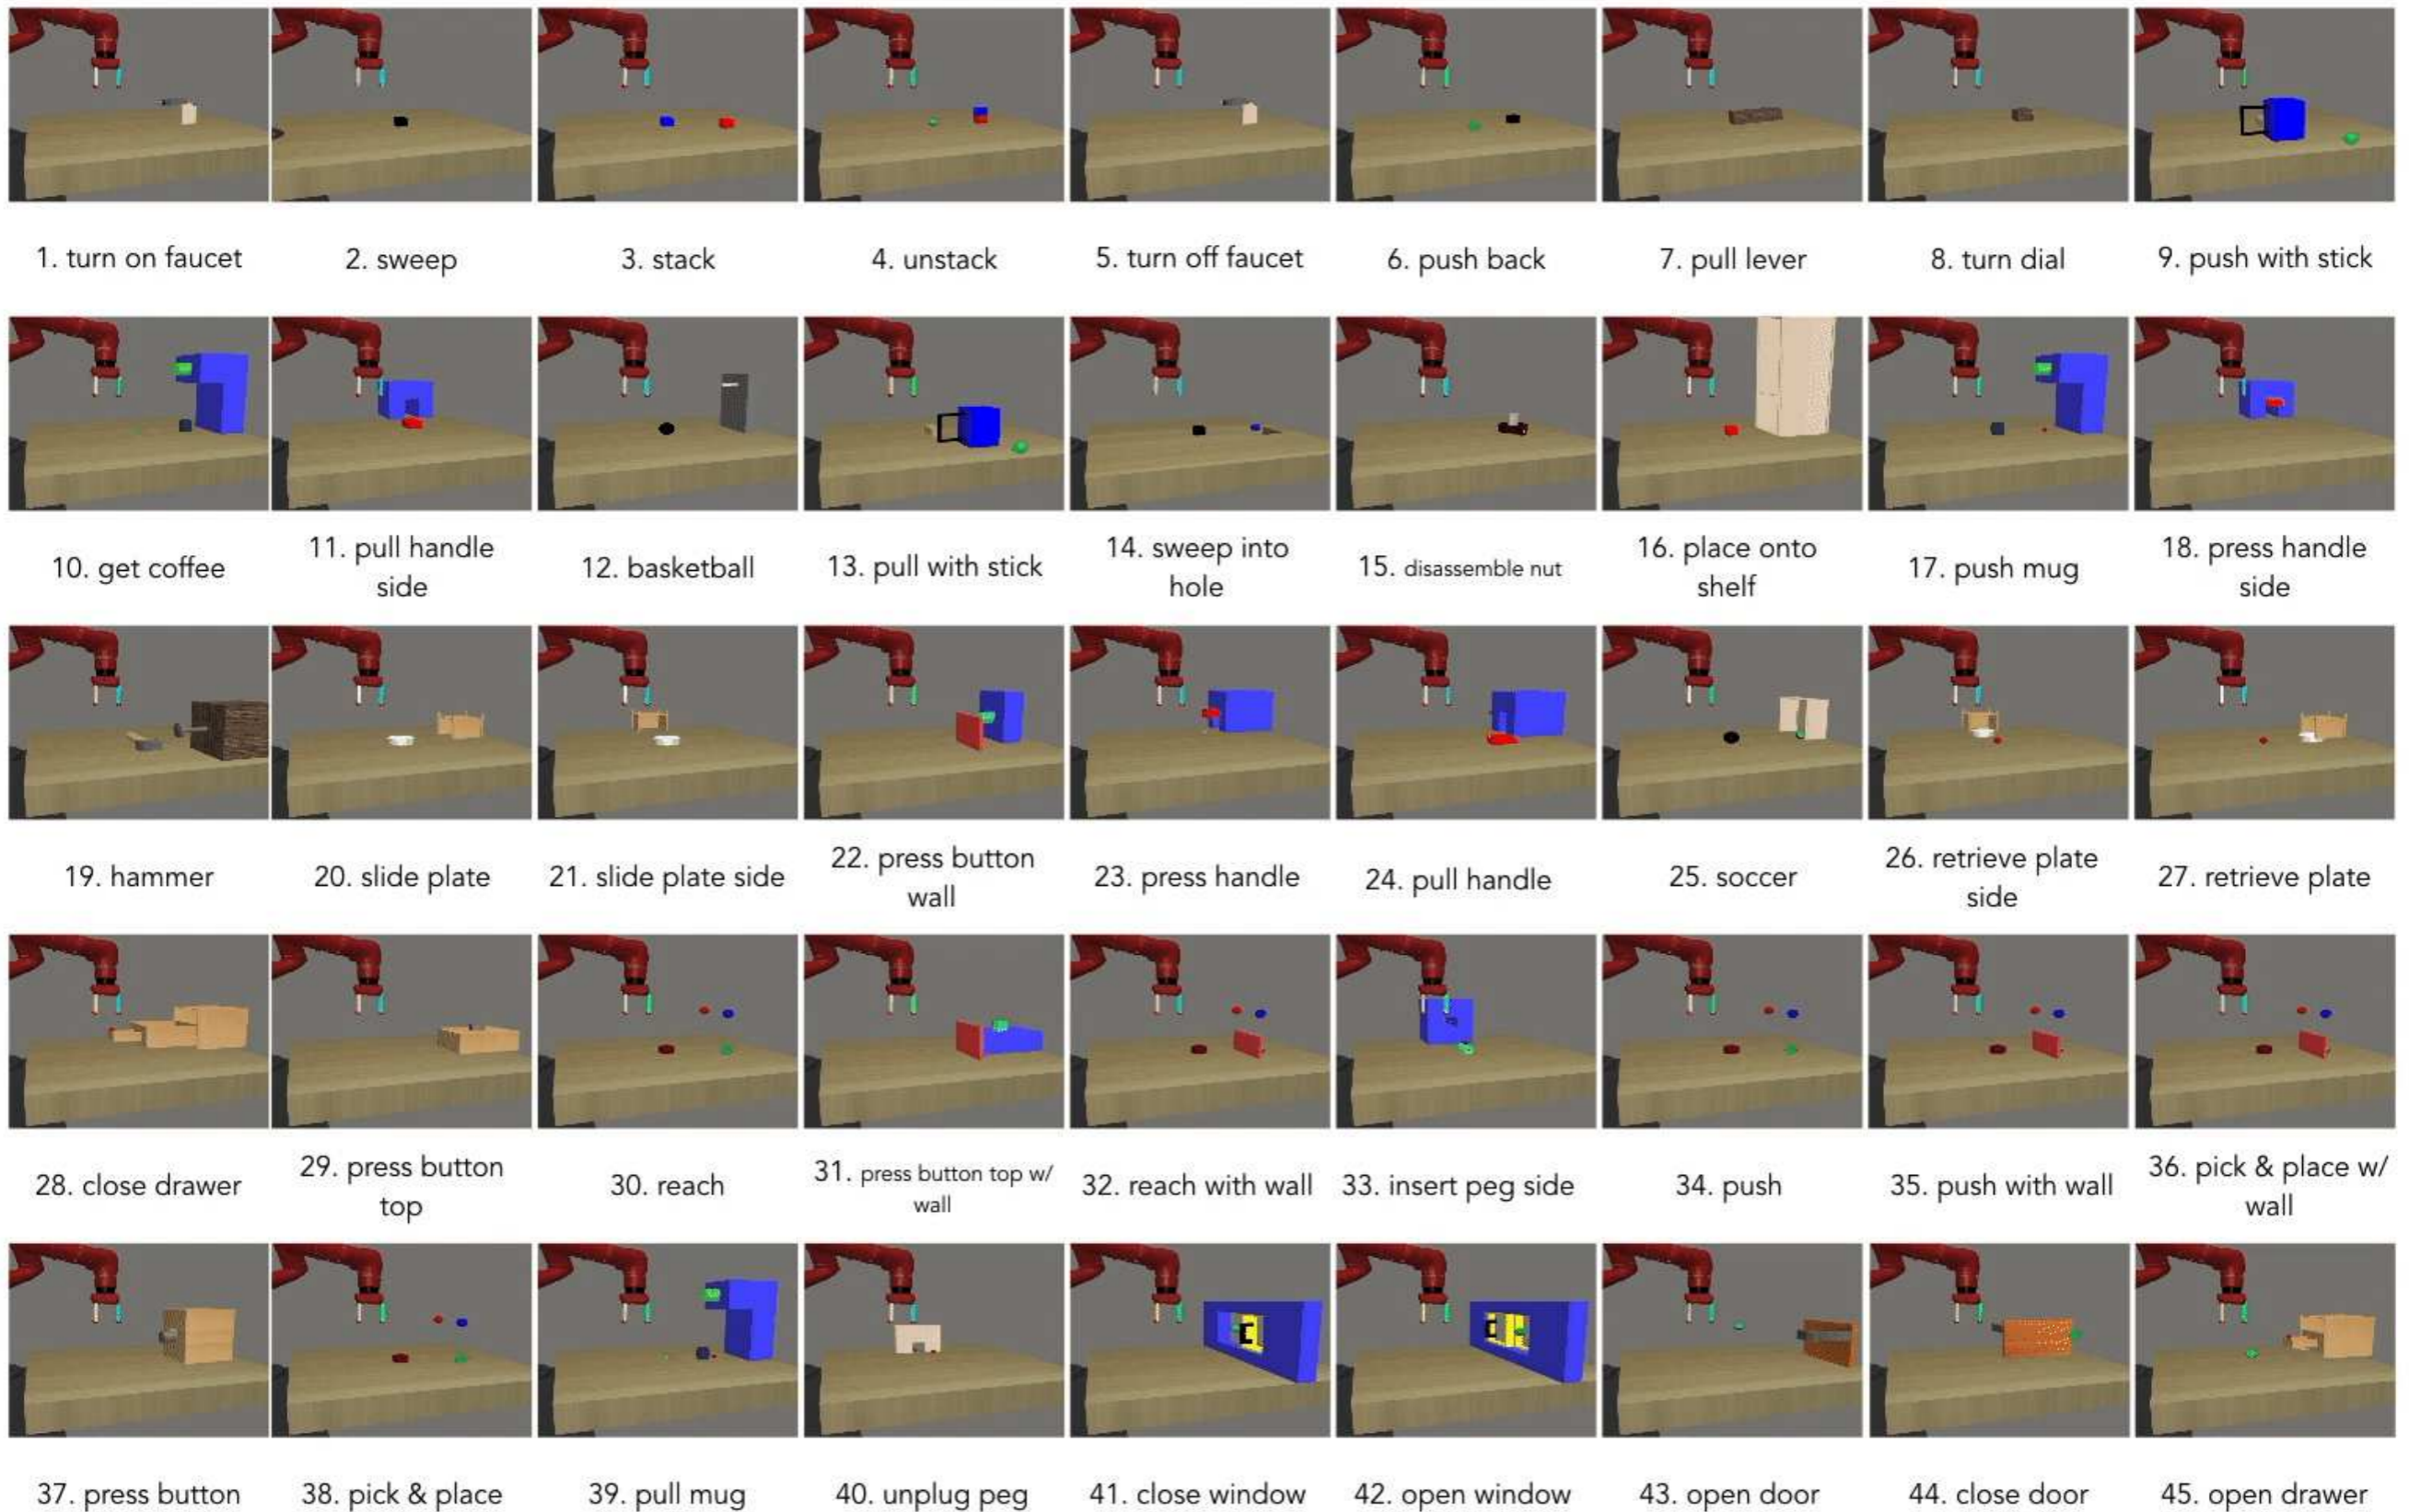 1. turn on faucet
2. sweep
3. stack
4. unstack
5. turn off faucet
6. push back
7. pull lever
8. turn dial
9. push with stick
10. get coffee
11. pull handle
side
12. basketball
13. pull with stick
14. sweep into
hole
15. disassemble nut
16. place onto
shelf
17. push mug
18. press handle
side
19. hammer
20. slide plate
21. slide plate side
22. press button
wall
23. press handle
24. pull handle
25. soccer
26. retrieve plate
side
27. retrieve plate
28. close drawer
29. press button
top
30. reach
31. press button top w/
wall
32. reach with wall
33. insert peg side
34. push
35. push with wall
36. pick & place w/
wall
37. press button
38. pick & place
39. pull mug
40. unplug peg
41. close window
42. open window
43. open door
44. close door
45. open drawer